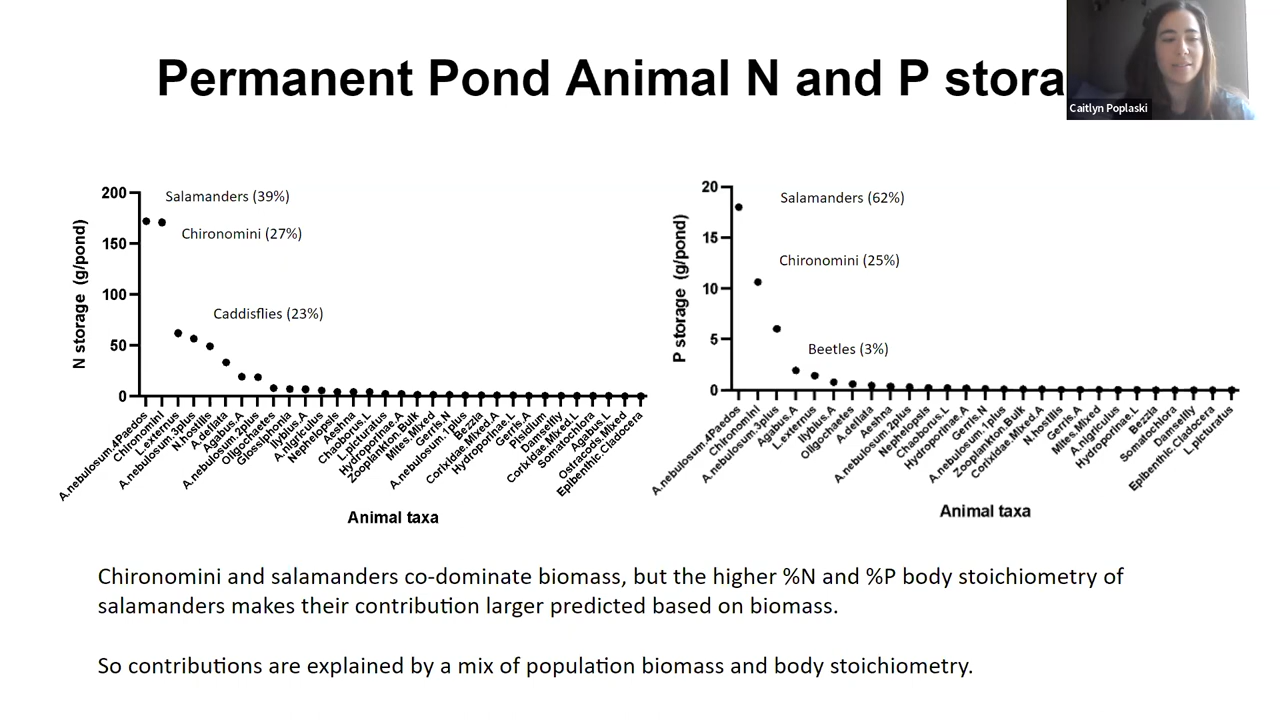 Permanent Pond Animal N and P stora
Caitlyn Poplaski
N storage (g/pond)
200
150
100
50
0
Salamanders (39%)
Chironomini (27%)
Caddisflies (23%)
A.nebulosum.4Paedos
Chironomini
L.externus
A.nebulosum.3plus
N.hostilis
A.deflata
Agabus.A
A.nebulosum.2plus
Oligochaetes
Glossiphonia
Ilybius.A
A.nigriculus
Nephelopsis
Aeshna
Chaoborus.L
L.picturatus
Hydroporinae.A
Zooplankton.Bulk
Mites.Mixed
Gerris.N
A.nebulosum.1plus
Bezzia
Corixidae.Mixed.A
Hydroporinae.L
Gerris.A
Pisidium
Damselfly
Corixidae.Mixed.L
Somatochlora
Agabus.L
Ostracods.Mixed
Epibenthic.Cladocera
Animal taxa
P storage (g/pond)
20
15
10
5
0
Salamanders (62%)
Chironomini (25%)
Beetles (3%)
A.nebulosum.4Paedos
Chironomini
A.nebulosum.3plus
Agabus.A
L.externus
Ilybius.A
Oligochaetes
A.deflata
Aeshna
A.nebulosum.2plus
Nephelopsis
Chaoborus.L
Hydroporinae.A
Gerris.N
A.nebulosum.1plus
Zooplankton.Bulk
Corixidae.Mixed.A
N.hostilis
Gerris.A
Mites.Mixed
A.nigriculus
Hydroporinae.L
Bezzia
Somatochlora
Damselfly
Epibenthic.Cladocera
L.picturatus
Animal taxa
Chironomini and salamanders co-dominate biomass, but the higher %N and %P body stoichiometry of
salamanders makes their contribution larger predicted based on biomass.
So contributions are explained by a mix of population biomass and body stoichiometry.